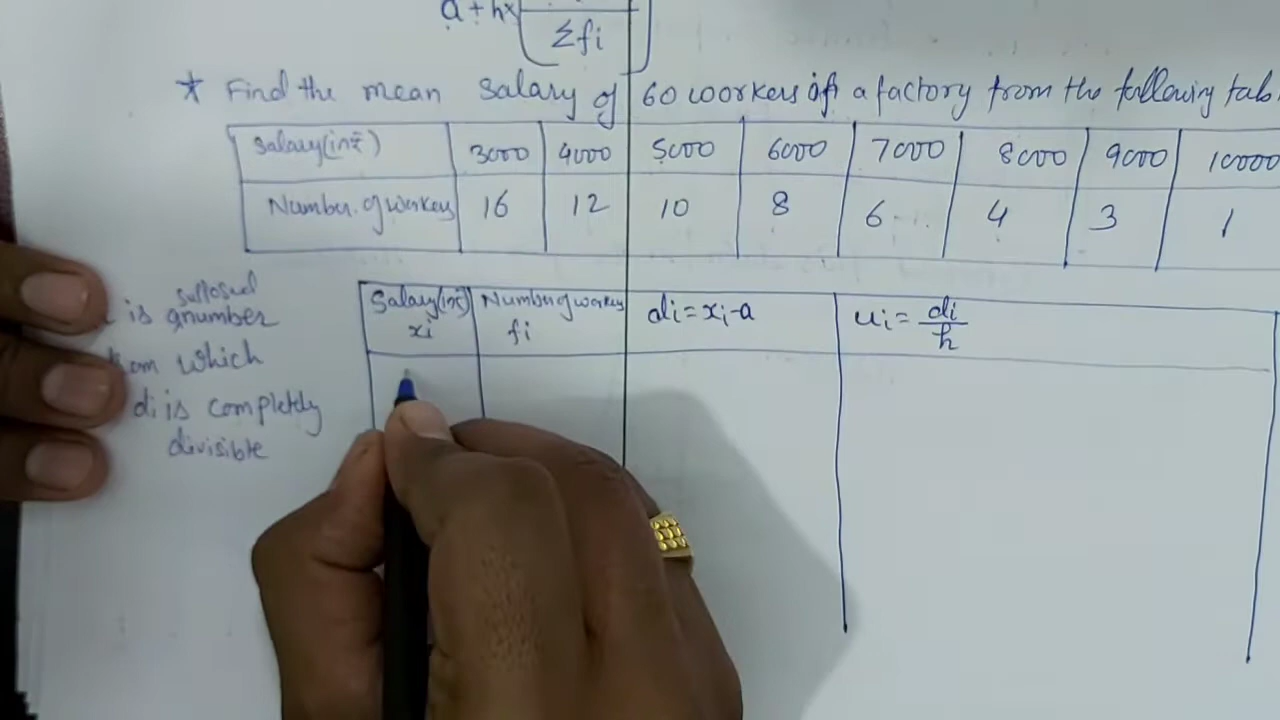 a + hx
Σfi
* Find the mean salary of 60 workers of a factory from the following tab
Salary(in₹) 3000 4000 5000 6000 7000 8000 9000 10000
Number of workers 16 12 10 8 6 4 3 1
Salary(in₹) Number of workers di = xi - a ui = di/h
xi fi
supposed
is a number
from which
di is completely
divisible